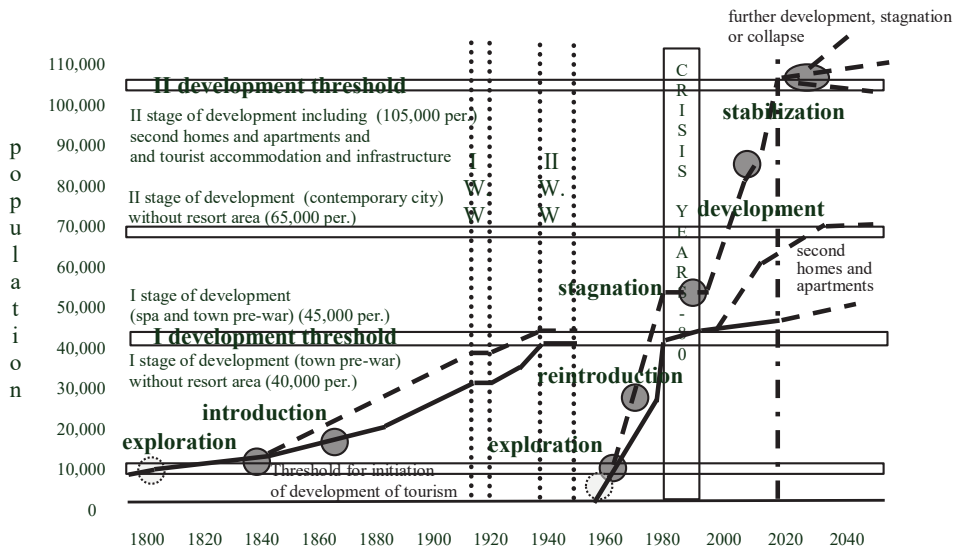 further development, stagnation
or collapse
110,000
II development threshold
100,000
II stage of development including (105,000 per.)
second homes and apartments and
and tourist accommodation and infrastructure
stabilization
90,000
80,000
II stage of development (contemporary city)
without resort area (65,000 per.)
development
70,000
second
homes and
apartments
60,000
50,000
I stage of development
(spa and town pre-war) (45,000 per.)
stagnation
I development threshold
40,000
I stage of development (town pre-war)
without resort area (40,000 per.)
reintroduction
30,000
introduction
20,000
exploration
exploration
10,000
Threshold for initiation
of development of tourism
0
population
I W. W
II W. W
CRISIS YEARS-80
1800 1820 1840 1860 1880 1900 1920 1940 1960 1980 2000 2020 2040